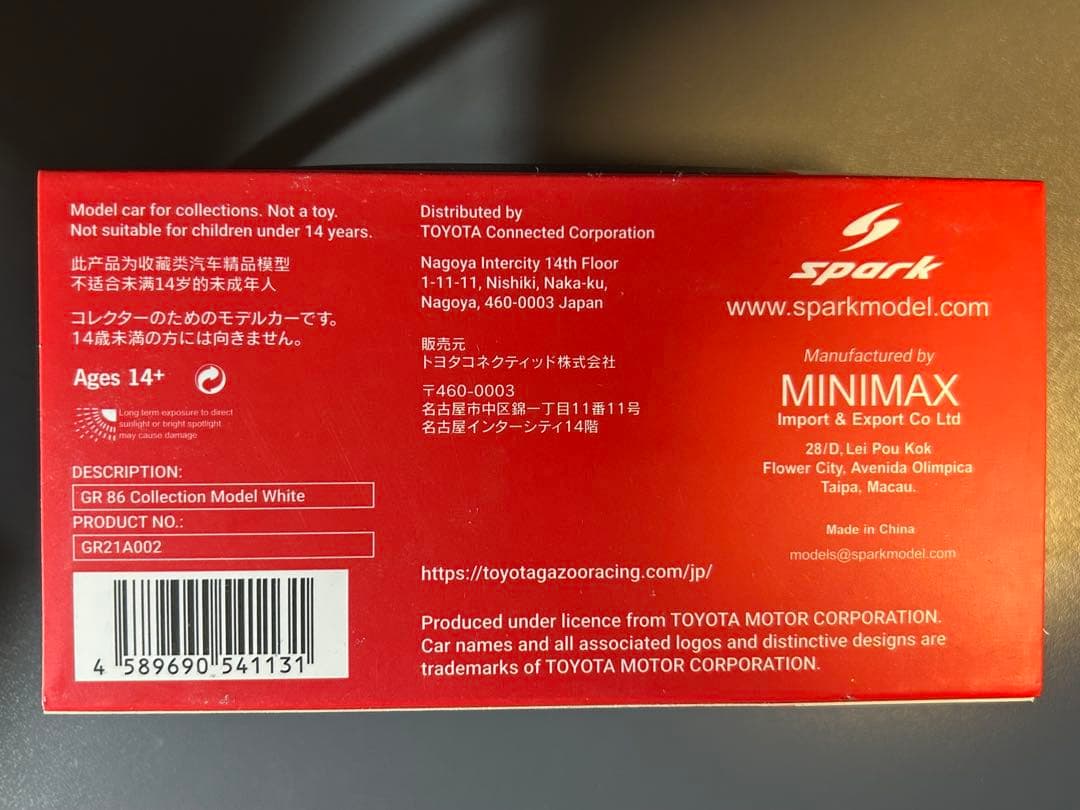 Model car for collections. Not a toy.
Not suitable for children under 14 years.
此产品为收藏类汽车精品模型
不适合未满14岁的未成年人
コレクターのためのモデルカーです。
14歳未満の方には向きません。
Ages 14+
Long term exposure to direct
sunlight or bright spotlight
may cause damage
DESCRIPTION:
GR 86 Collection Model White
PRODUCT NO.:
GR21A002
4 589690 541131
Distributed by
TOYOTA Connected Corporation
Nagoya Intercity 14th Floor
1-11-11, Nishiki, Naka-ku,
Nagoya, 460-0003 Japan
販売元
トヨタコネクティッド株式会社
〒460-0003
名古屋市中区錦一丁目11番11号
名古屋インターシティ14階
https://toyotagazooracing.com/jp/
Produced under licence from TOYOTA MOTOR CORPORATION.
Car names and all associated logos and distinctive designs are
trademarks of TOYOTA MOTOR CORPORATION.
spark
www.sparkmodel.com
Manufactured by
MINIMAX
Import & Export Co Ltd
28/D, Lei Pou Kok
Flower City, Avenida Olimpica
Taipa, Macau.
Made in China
models@sparkmodel.com